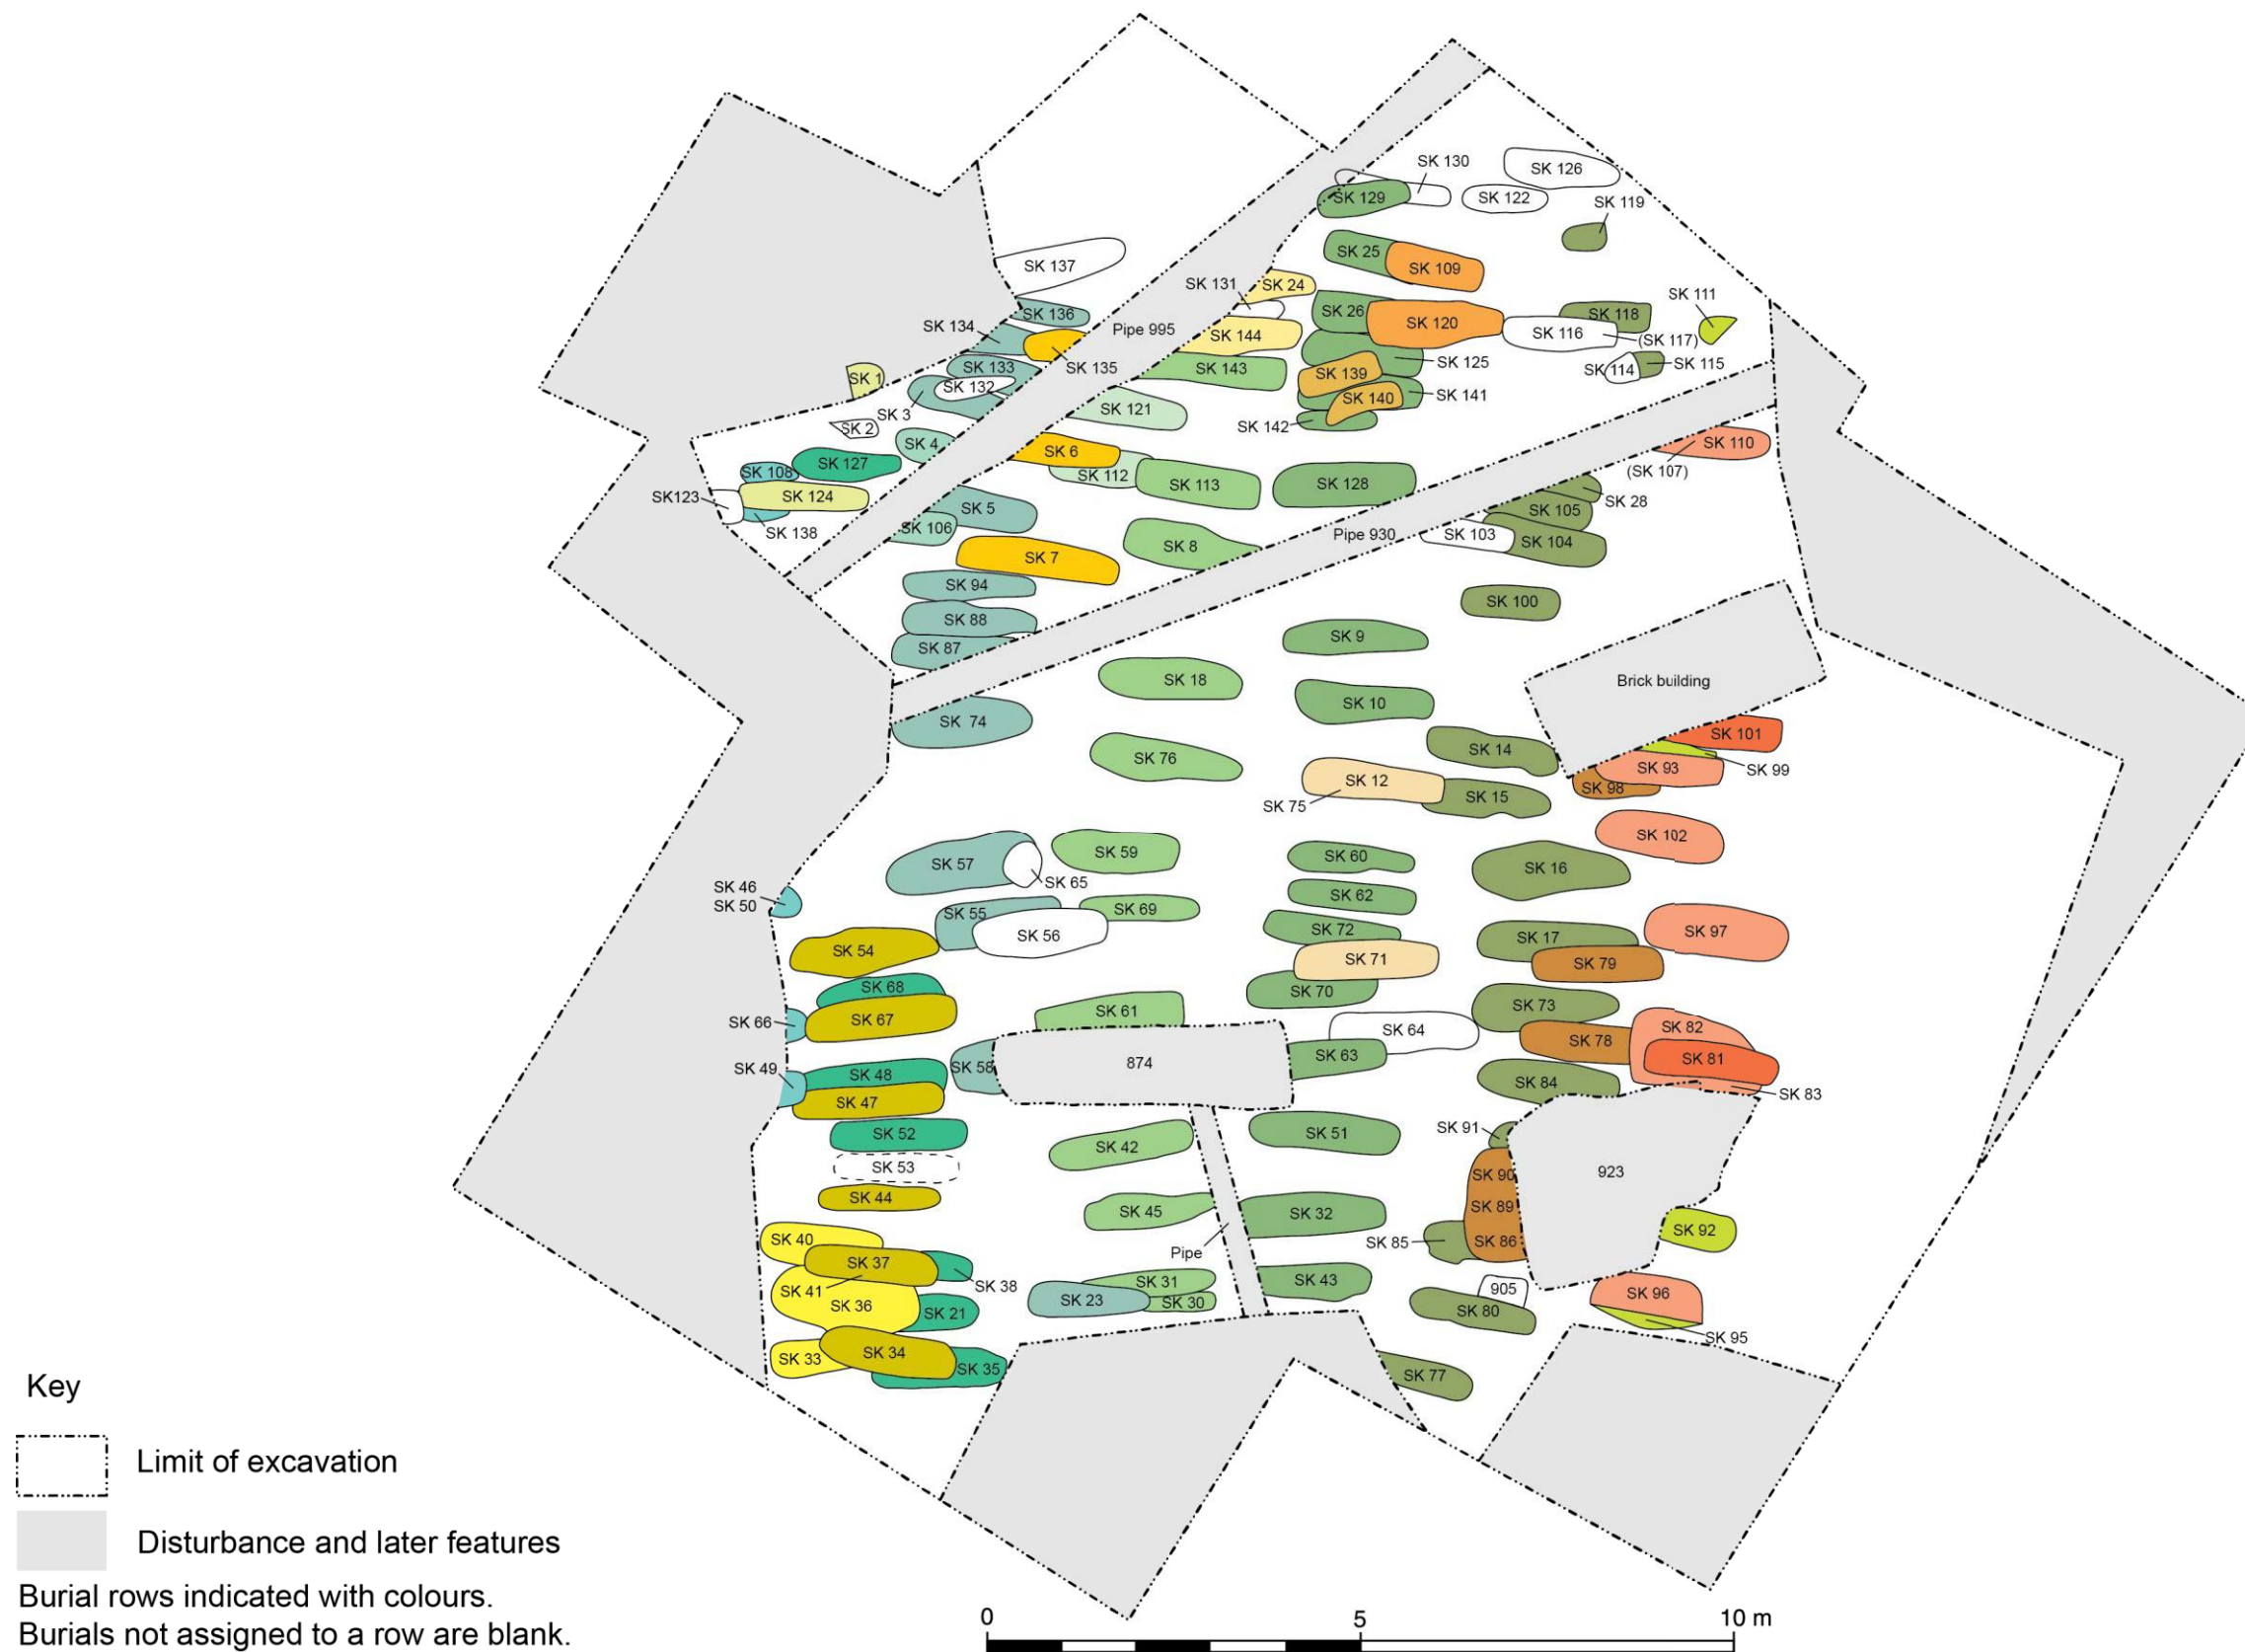 SK 130
SK 126
SK 129
SK 122
SK 119
SK 137
SK 25
SK 109
SK 131
SK 24
SK 111
SK 136
SK 26
SK 120
SK 118
SK 134
Pipe 995
SK 144
SK 116
(SK 117)
SK 135
SK 133
SK 143
SK 125
SK 114
SK 115
SK 1
SK 132
SK 139
SK 3
SK 121
SK 140
SK 141
SK 2
SK 142
SK 4
SK 6
SK 110
SK 108
SK 127
SK 112
SK 113
SK 128
(SK 107)
SK123
SK 124
SK 28
SK 138
SK 106
SK 5
SK 105
SK 7
SK 8
Pipe 930
SK 103
SK 104
SK 94
SK 100
SK 88
SK 9
SK 87
SK 18
Brick building
SK 10
SK 74
SK 101
SK 14
SK 76
SK 93
SK 99
SK 12
SK 98
SK 75
SK 15
SK 102
SK 57
SK 59
SK 60
SK 16
SK 65
SK 46
SK 50
SK 62
SK 55
SK 69
SK 56
SK 72
SK 17
SK 97
SK 54
SK 71
SK 79
SK 68
SK 70
SK 73
SK 66
SK 67
SK 61
SK 64
SK 82
SK 78
SK 49
SK 48
SK 58
874
SK 63
SK 81
SK 47
SK 84
SK 83
SK 52
SK 42
SK 51
SK 91
SK 53
SK 90
923
SK 44
SK 45
SK 32
SK 89
SK 92
SK 40
Pipe
SK 85
SK 86
SK 37
SK 38
SK 41
SK 31
SK 43
905
SK 96
SK 36
SK 21
SK 23
SK 30
SK 80
SK 95
SK 33
SK 34
SK 35
SK 77
Key
Limit of excavation
Disturbance and later features
Burial rows indicated with colours.
Burials not assigned to a row are blank.
0 5 10 m